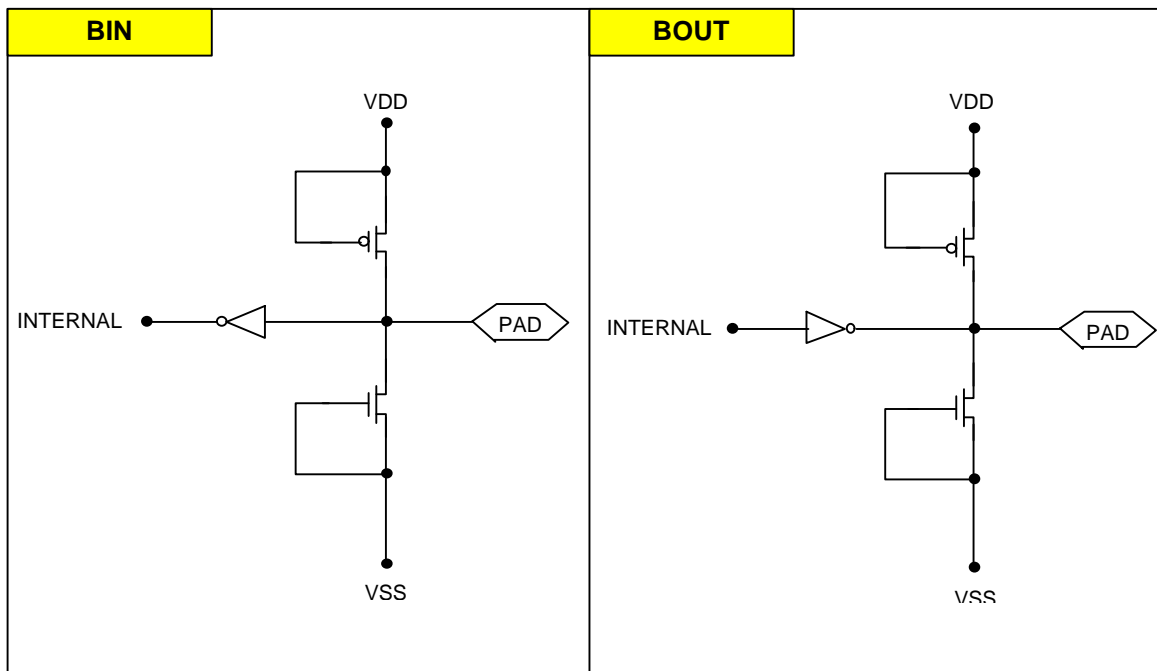 BIN
BOUT
VDD
VDD
INTERNAL
PAD
INTERNAL
PAD
VSS
VSS